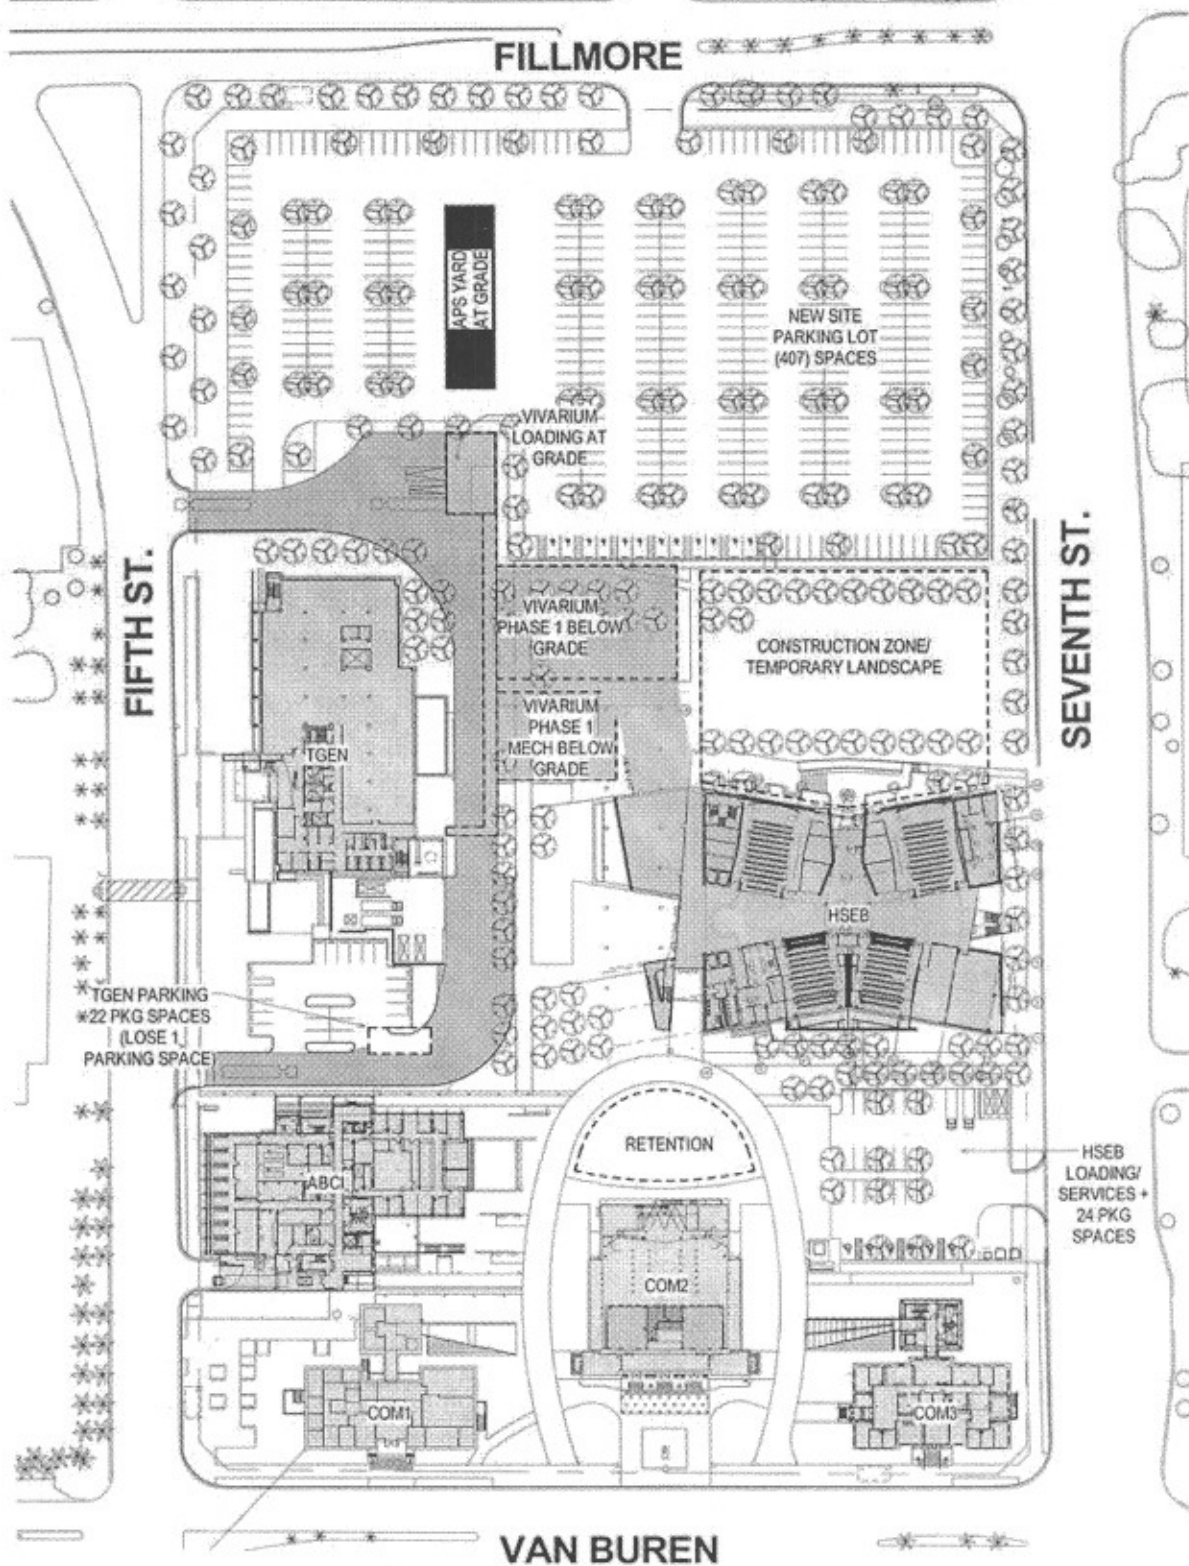 FILLMORE
APS YARD
AT GRADE
NEW SITE
PARKING LOT
(407) SPACES
VIVARIUM
LOADING AT
GRADE
FIFTH ST.
SEVENTH ST.
VIVARIUM
PHASE 1 BELOW
GRADE
CONSTRUCTION ZONE/
TEMPORARY LANDSCAPE
VIVARIUM
PHASE 1
MECH BELOW
GRADE
TGEN
HSEB
TGEN PARKING
22 PKG SPACES
(LOSE 1
PARKING SPACE)
RETENTION
ABCI
HSEB
LOADING/
SERVICES +
24 PKG
SPACES
COM2
COM1
COM3
VAN BUREN